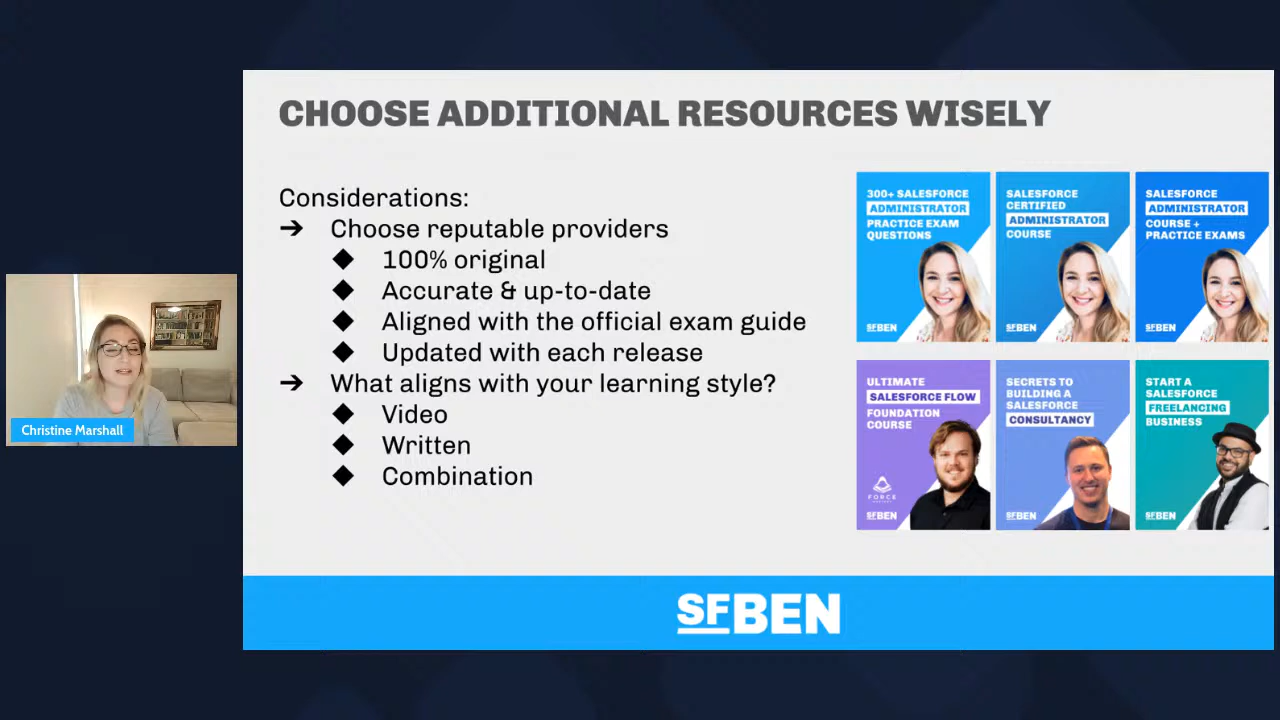 CHOOSE ADDITIONAL RESOURCES WISELY
Considerations:
➔ Choose reputable providers
◆ 100% original
◆ Accurate & up-to-date
◆ Aligned with the official exam guide
◆ Updated with each release
➔ What aligns with your learning style?
◆ Video
◆ Written
◆ Combination
300+ SALESFORCE
ADMINISTRATOR
PRACTICE EXAM
QUESTIONS
SFBEN
SALESFORCE
CERTIFIED
ADMINISTRATOR
COURSE
SFBEN
SALESFORCE
ADMINISTRATOR
COURSE +
PRACTICE EXAMS
SFBEN
ULTIMATE
SALESFORCE FLOW
FOUNDATION
COURSE
FORCE
SFBEN
SECRETS TO
BUILDING A
SALESFORCE
CONSULTANCY
SFBEN
START A
SALESFORCE
FREELANCING
BUSINESS
SFBEN
Christine Marshall
SFBEN